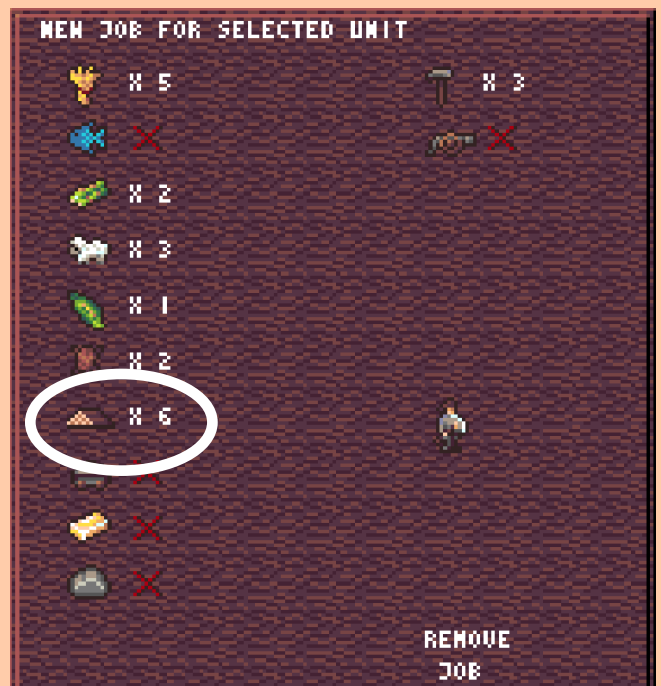 NEW JOB FOR SELECTED UNIT
X 5 X 3
X 2
X 3
X 1
X 2
X 6
REMOVE
JOB